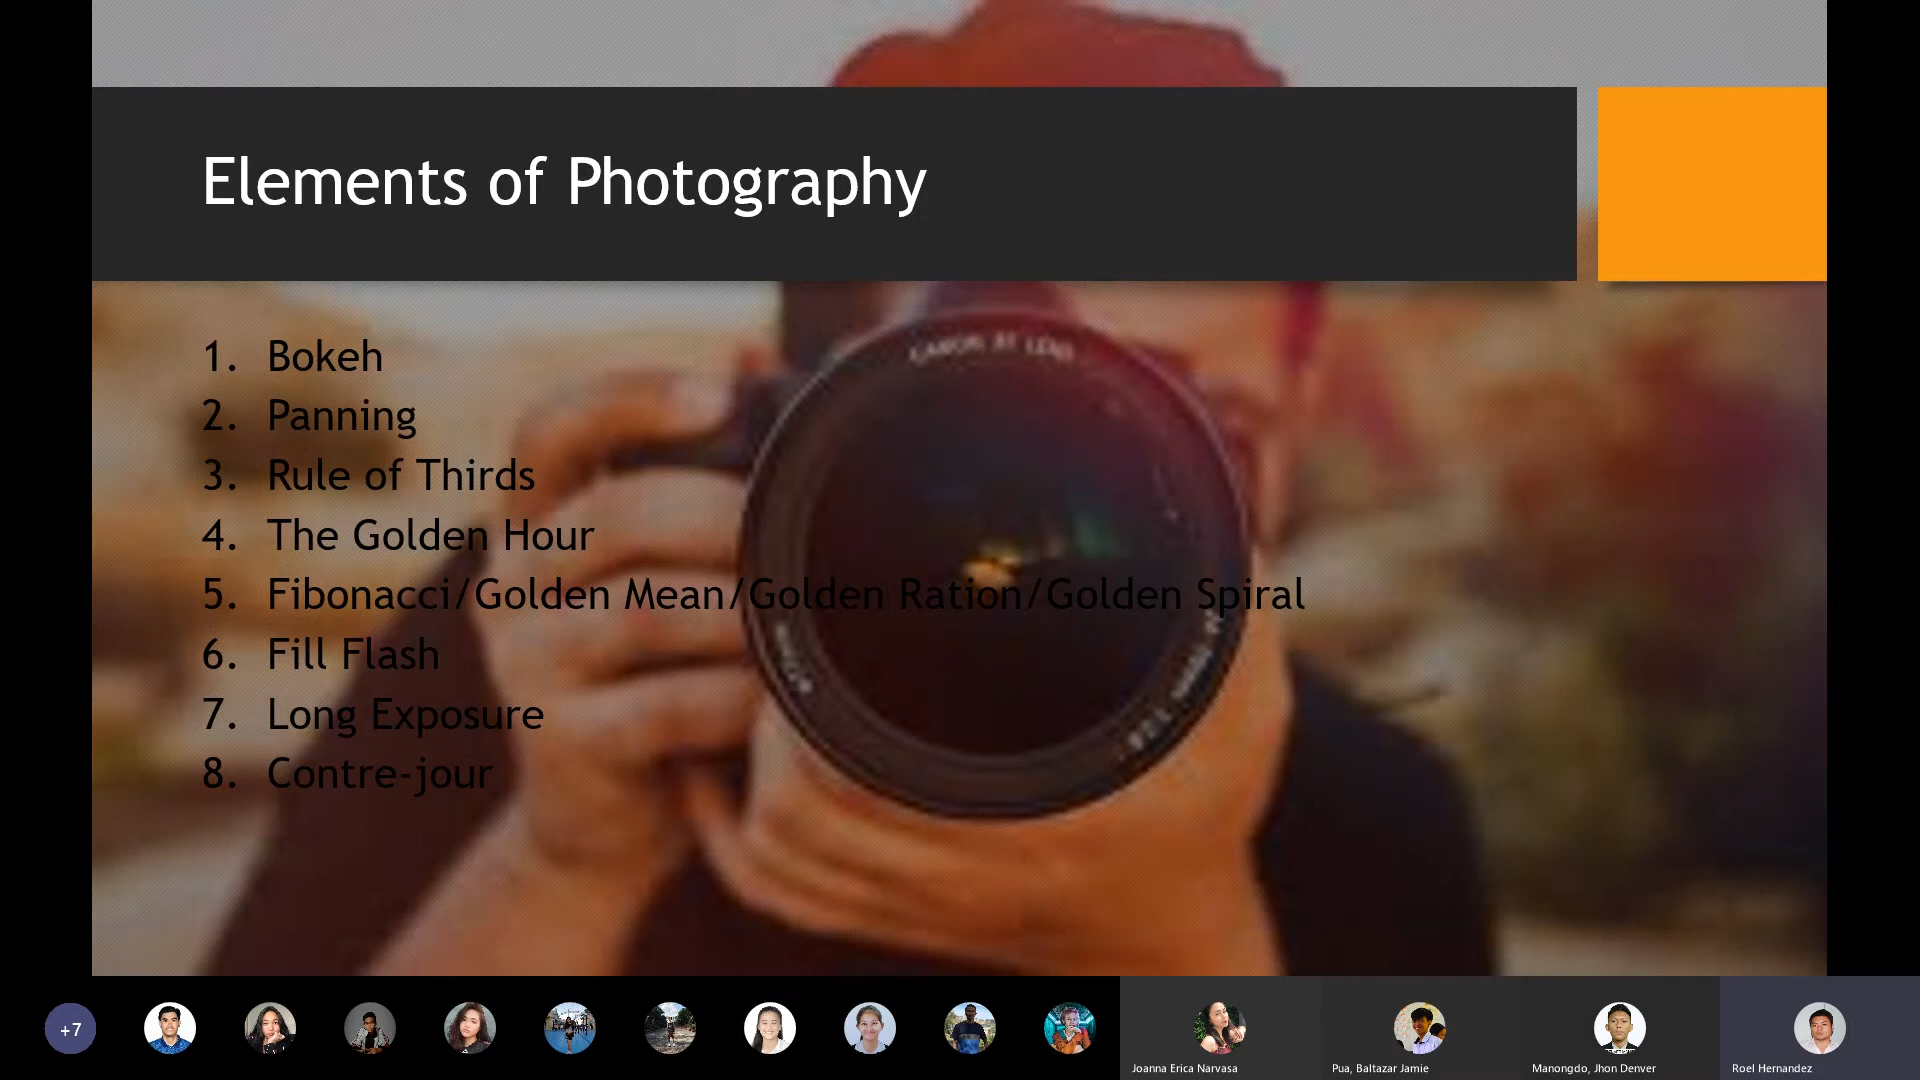 Elements of Photography
1. Bokeh
2. Panning
3. Rule of Thirds
4. The Golden Hour
5. Fibonacci/Golden Mean/Golden Ration/Golden Spiral
6. Fill Flash
7. Long Exposure
8. Contre-jour
+7
Joanna Erica Narvasa
Pua, Baltazar Jamie
Manongdo, Jhon Denver
Roel Hernandez